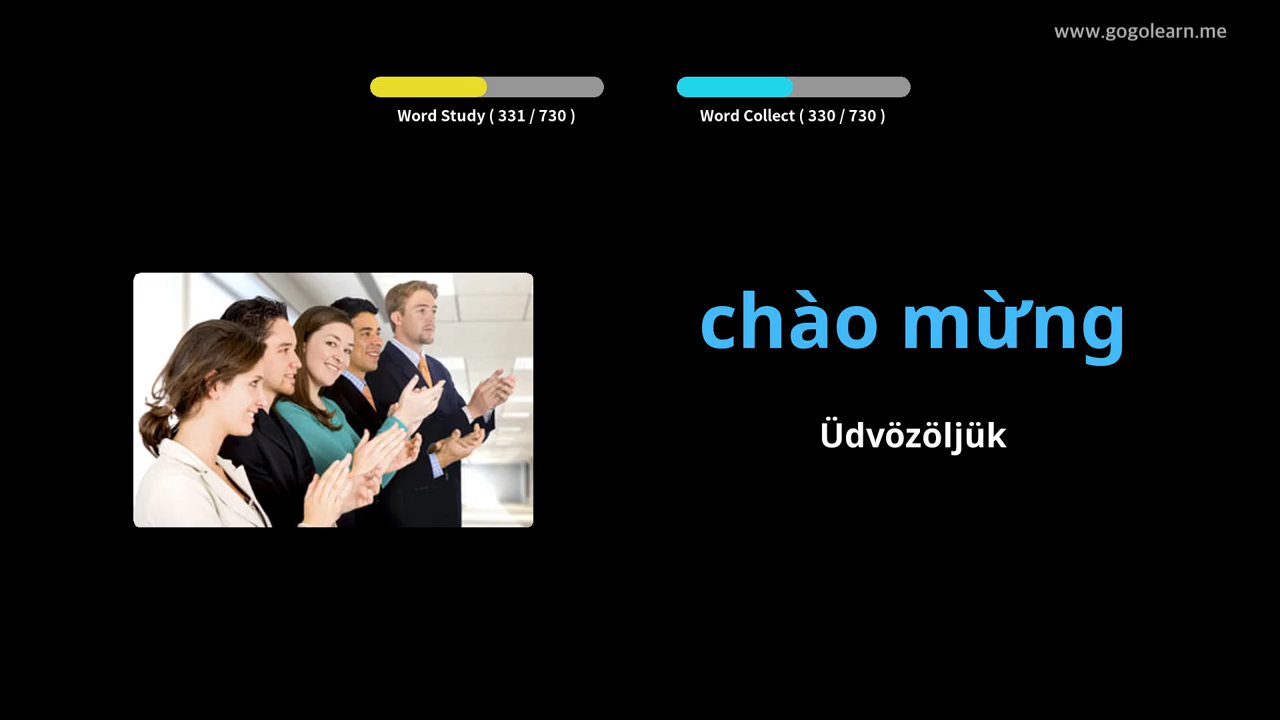 www.gogolearn.me
Word Study ( 331 / 730 )
Word Collect ( 330 / 730 )
chào mừng
Üdvözöljük